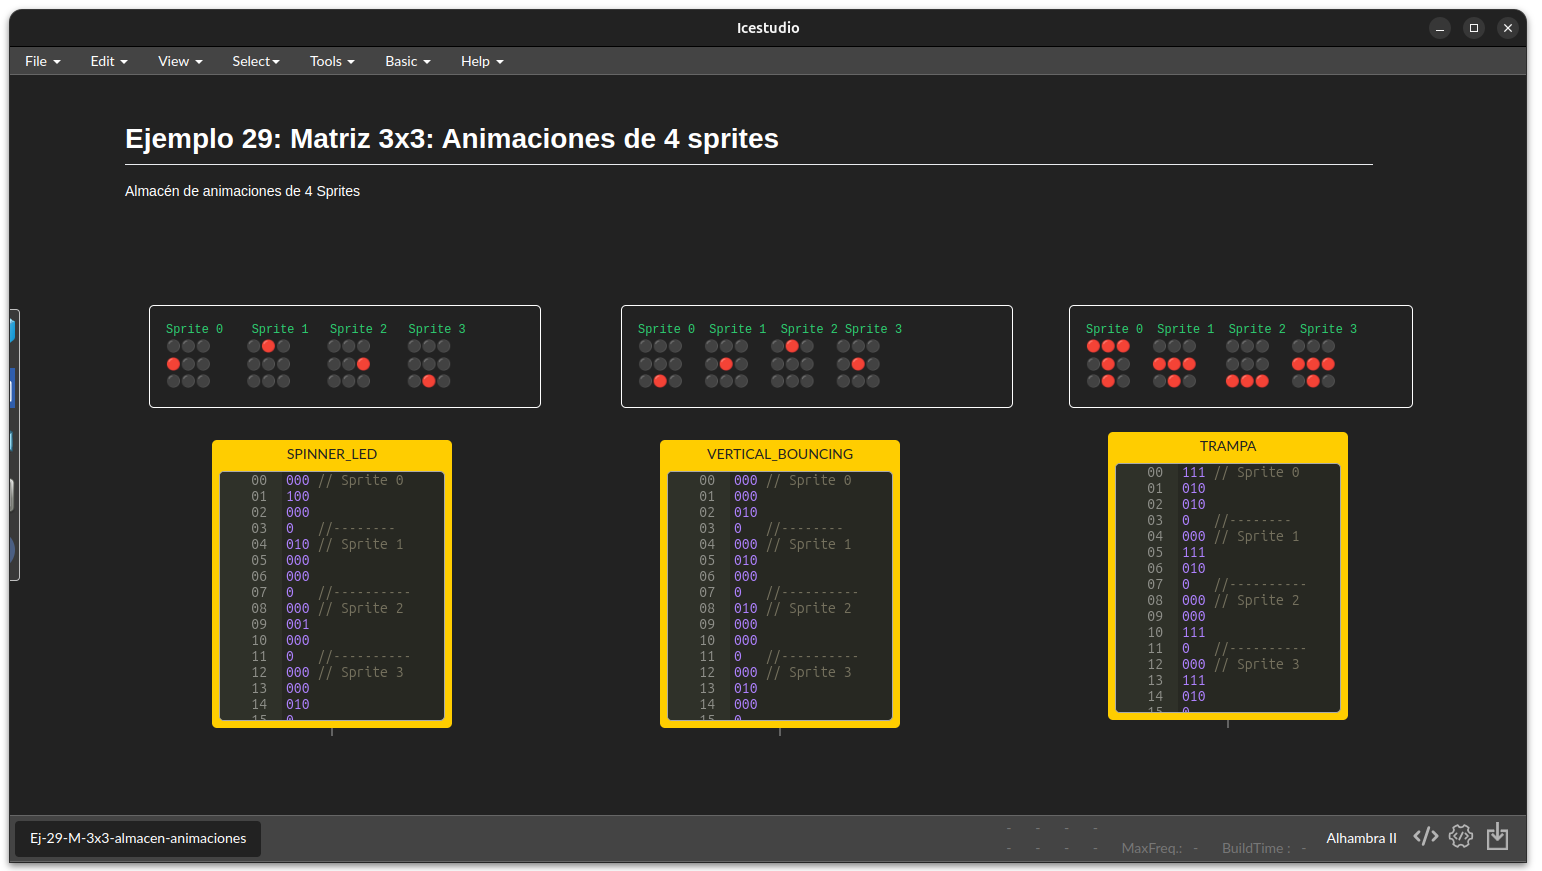 Icestudio
File Edit View Select Tools Basic Help
Ejemplo 29: Matriz 3x3: Animaciones de 4 sprites
Almacén de animaciones de 4 Sprites
Sprite 0 Sprite 1 Sprite 2 Sprite 3
Sprite 0 Sprite 1 Sprite 2 Sprite 3
Sprite 0 Sprite 1 Sprite 2 Sprite 3
SPINNER_LED
00 000 // Sprite 0
01 100
02 000
03 0 //--------
04 010 // Sprite 1
05 000
06 000
07 0 //----------
08 000 // Sprite 2
09 001
10 000
11 0 //----------
12 000 // Sprite 3
13 000
14 010
15 0
VERTICAL_BOUNCING
00 000 // Sprite 0
01 000
02 010
03 0 //--------
04 000 // Sprite 1
05 010
06 000
07 0 //----------
08 010 // Sprite 2
09 000
10 000
11 0 //----------
12 000 // Sprite 3
13 010
14 000
15 0
TRAMPA
00 111 // Sprite 0
01 010
02 010
03 0 //--------
04 000 // Sprite 1
05 111
06 010
07 0 //----------
08 000 // Sprite 2
09 000
10 111
11 0 //----------
12 000 // Sprite 3
13 111
14 010
15 0
Ej-29-M-3x3-almacen-animaciones
- - - -
- - - - MaxFreq.: - BuildTime : - Alhambra II